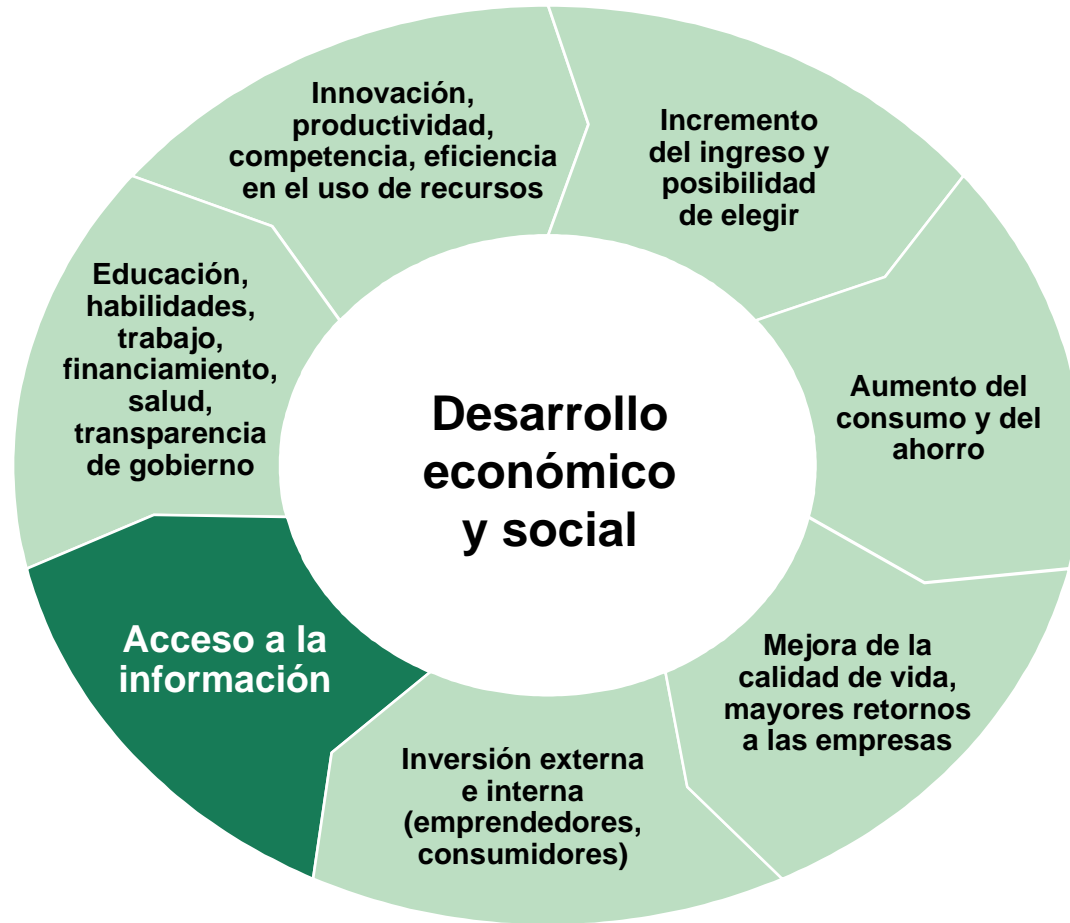 Innovación,
productividad,
competencia, eficiencia
en el uso de recursos
Incremento
del ingreso y
posibilidad
de elegir
Aumento del
consumo y del
ahorro
Mejora de la
calidad de vida,
mayores retornos
a las empresas
Inversión externa
e interna
(emprendedores,
consumidores)
Acceso a la
información
Educación,
habilidades,
trabajo,
financiamiento,
salud,
transparencia
de gobierno
Desarrollo
económico
y social